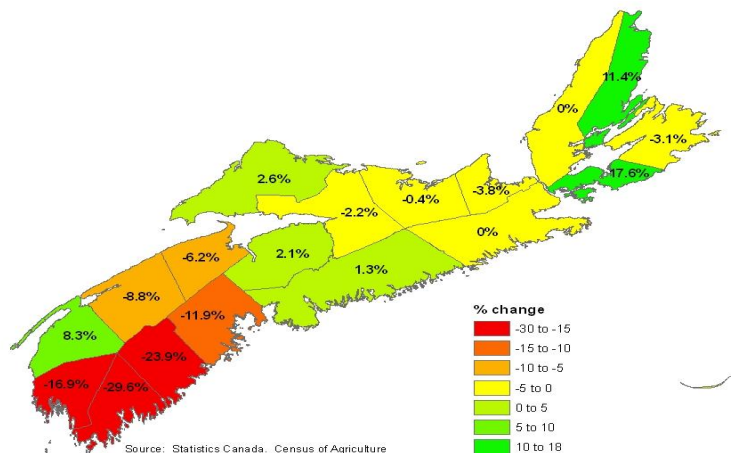 11.4%
0%
-3.1%
17.6%
2.6%
-0.4%
-3.8%
-2.2%
0%
-6.2%
2.1%
1.3%
-8.8%
-11.9%
8.3%
-23.9%
-16.9%
-29.6%
% change
-30 to -15
-15 to -10
-10 to -5
-5 to 0
0 to 5
5 to 10
10 to 18
Source: Statistics Canada. Census of Agriculture